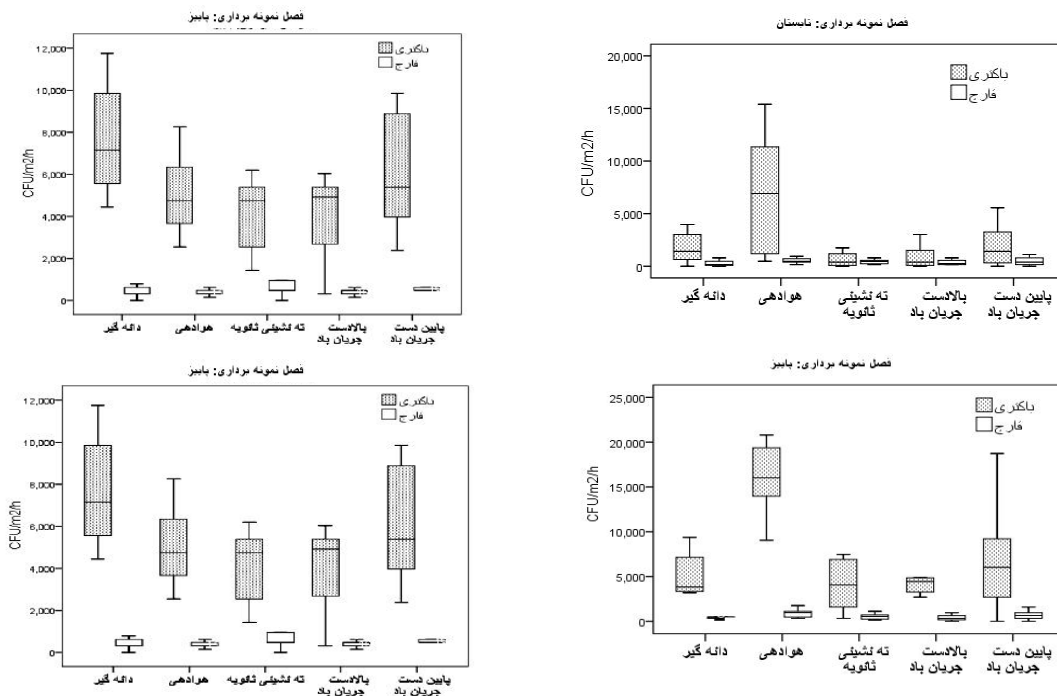 فصل نمونه برداری: پاییز
باکتری
قارچ
12,000
10,000
8,000
6,000
4,000
2,000
0
CFU/m2/h
دانه گیر
هوادهی
ته نشینی ثانویه
بالادست
جریان باد
پایین دست
جریان باد
فصل نمونه برداری: تابستان
باکتری
قارچ
20,000
15,000
10,000
5,000
0
CFU/m2/h
دانه گیر
هوادهی
ته نشینی
ثانویه
بالادست
جریان باد
پایین دست
جریان باد
فصل نمونه برداری: پاییز
باکتری
قارچ
12,000
10,000
8,000
6,000
4,000
2,000
0
CFU/m2/h
دانه گیر
هوادهی
ته نشینی ثانویه
بالادست
جریان باد
پایین دست
جریان باد
فصل نمونه برداری: پاییز
باکتری
قارچ
25,000
20,000
15,000
10,000
5,000
0
CFU/m2/h
دانه گیر
هوادهی
ته نشینی
ثانویه
بالادست
جریان باد
پایین دست
جریان باد